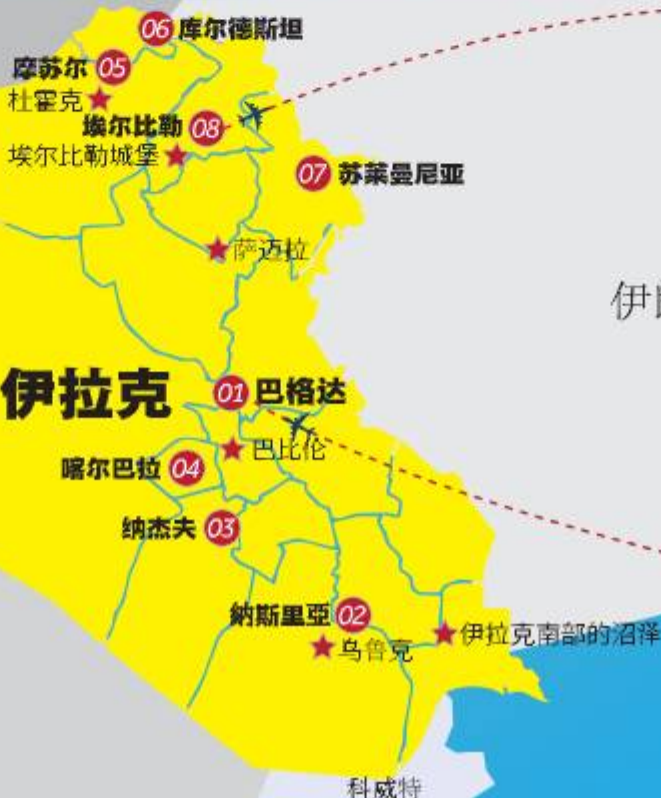 06 库尔德斯坦
摩苏尔 05
杜霍克
埃尔比勒 08
埃尔比勒城堡
07 苏莱曼尼亚
萨迈拉
伊
伊拉克
01 巴格达
巴比伦
喀尔巴拉 04
纳杰夫 03
納斯里亞 02
乌鲁克
伊拉克南部的沼泽
科威特